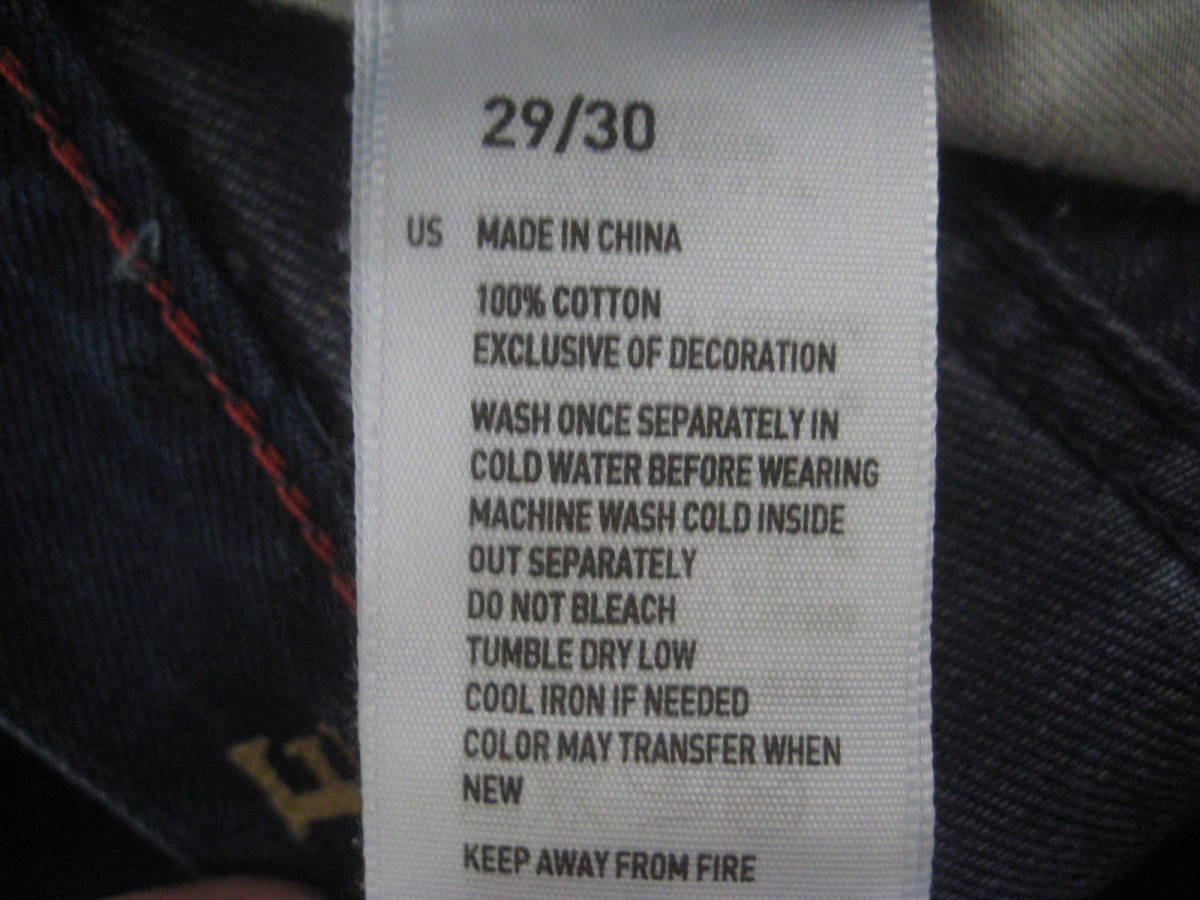 29/30
US MADE IN CHINA
100% COTTON
EXCLUSIVE OF DECORATION
WASH ONCE SEPARATELY IN
COLD WATER BEFORE WEARING
MACHINE WASH COLD INSIDE
OUT SEPARATELY
DO NOT BLEACH
TUMBLE DRY LOW
COOL IRON IF NEEDED
COLOR MAY TRANSFER WHEN
NEW
KEEP AWAY FROM FIRE